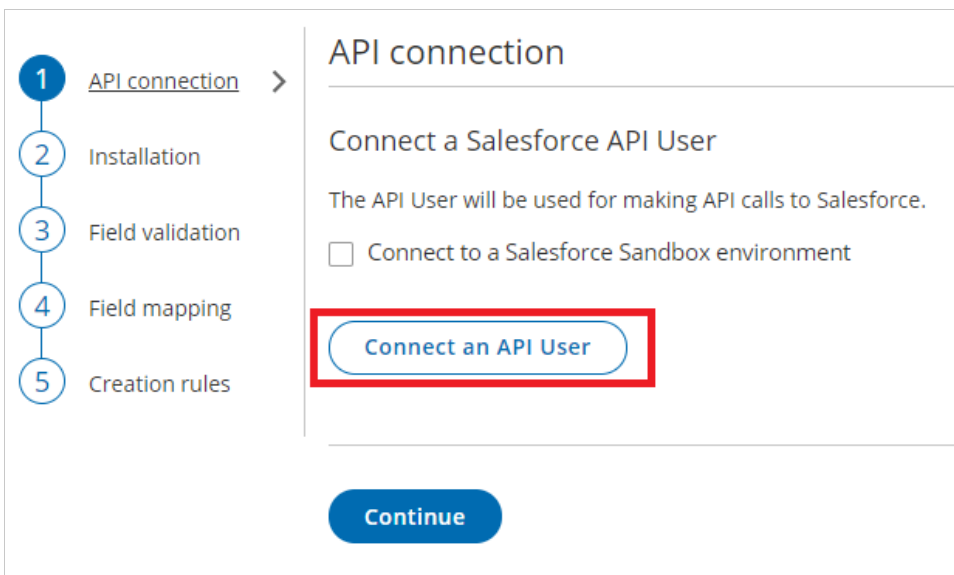 1 API connection
2 Installation
3 Field validation
4 Field mapping
5 Creation rules
API connection
Connect a Salesforce API User
The API User will be used for making API calls to Salesforce.
Connect to a Salesforce Sandbox environment
Connect an API User
Continue